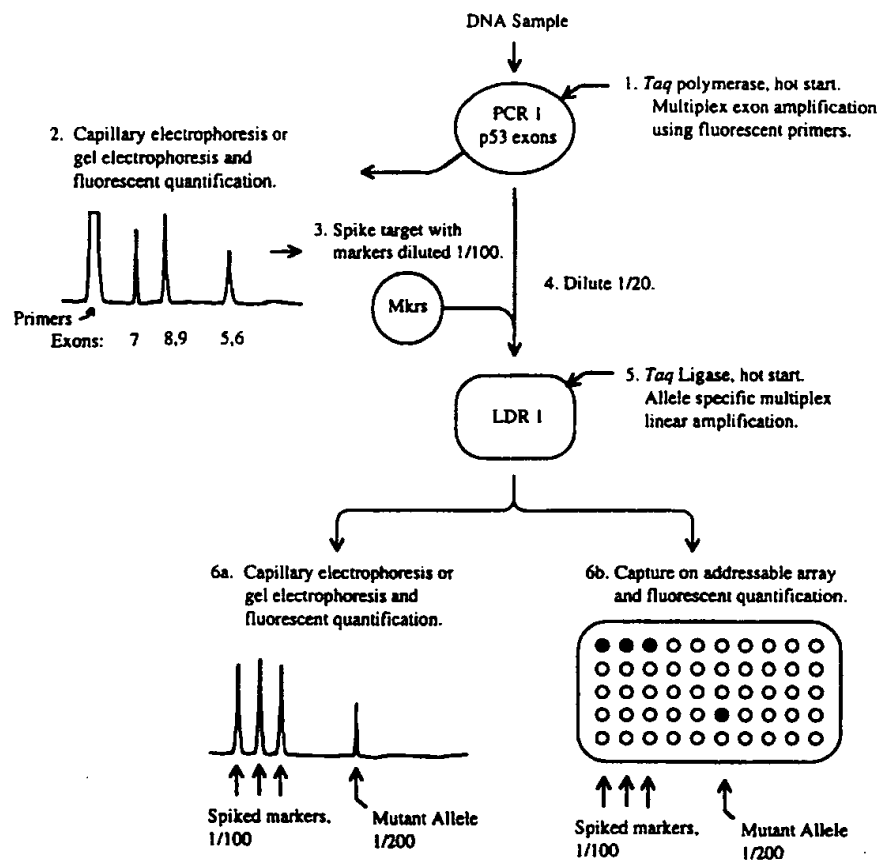 DNA Sample
PCR 1
p53 exons
1. Taq polymerase, hot start.
Multiplex exon amplification
using fluorescent primers.
2. Capillary electrophoresis or
gel electrophoresis and
fluorescent quantification.
Primers
Exons: 7 8,9 5,6
3. Spike target with
markers diluted 1/100.
Mkrs
4. Dilute 1/20.
LDR 1
5. Taq Ligase, hot start.
Allele specific multiplex
linear amplification.
6a. Capillary electrophoresis or
gel electrophoresis and
fluorescent quantification.
Spiked markers,
1/100
Mutant Allele
1/200
6b. Capture on addressable array
and fluorescent quantification.
Spiked markers,
1/100
Mutant Allele
1/200